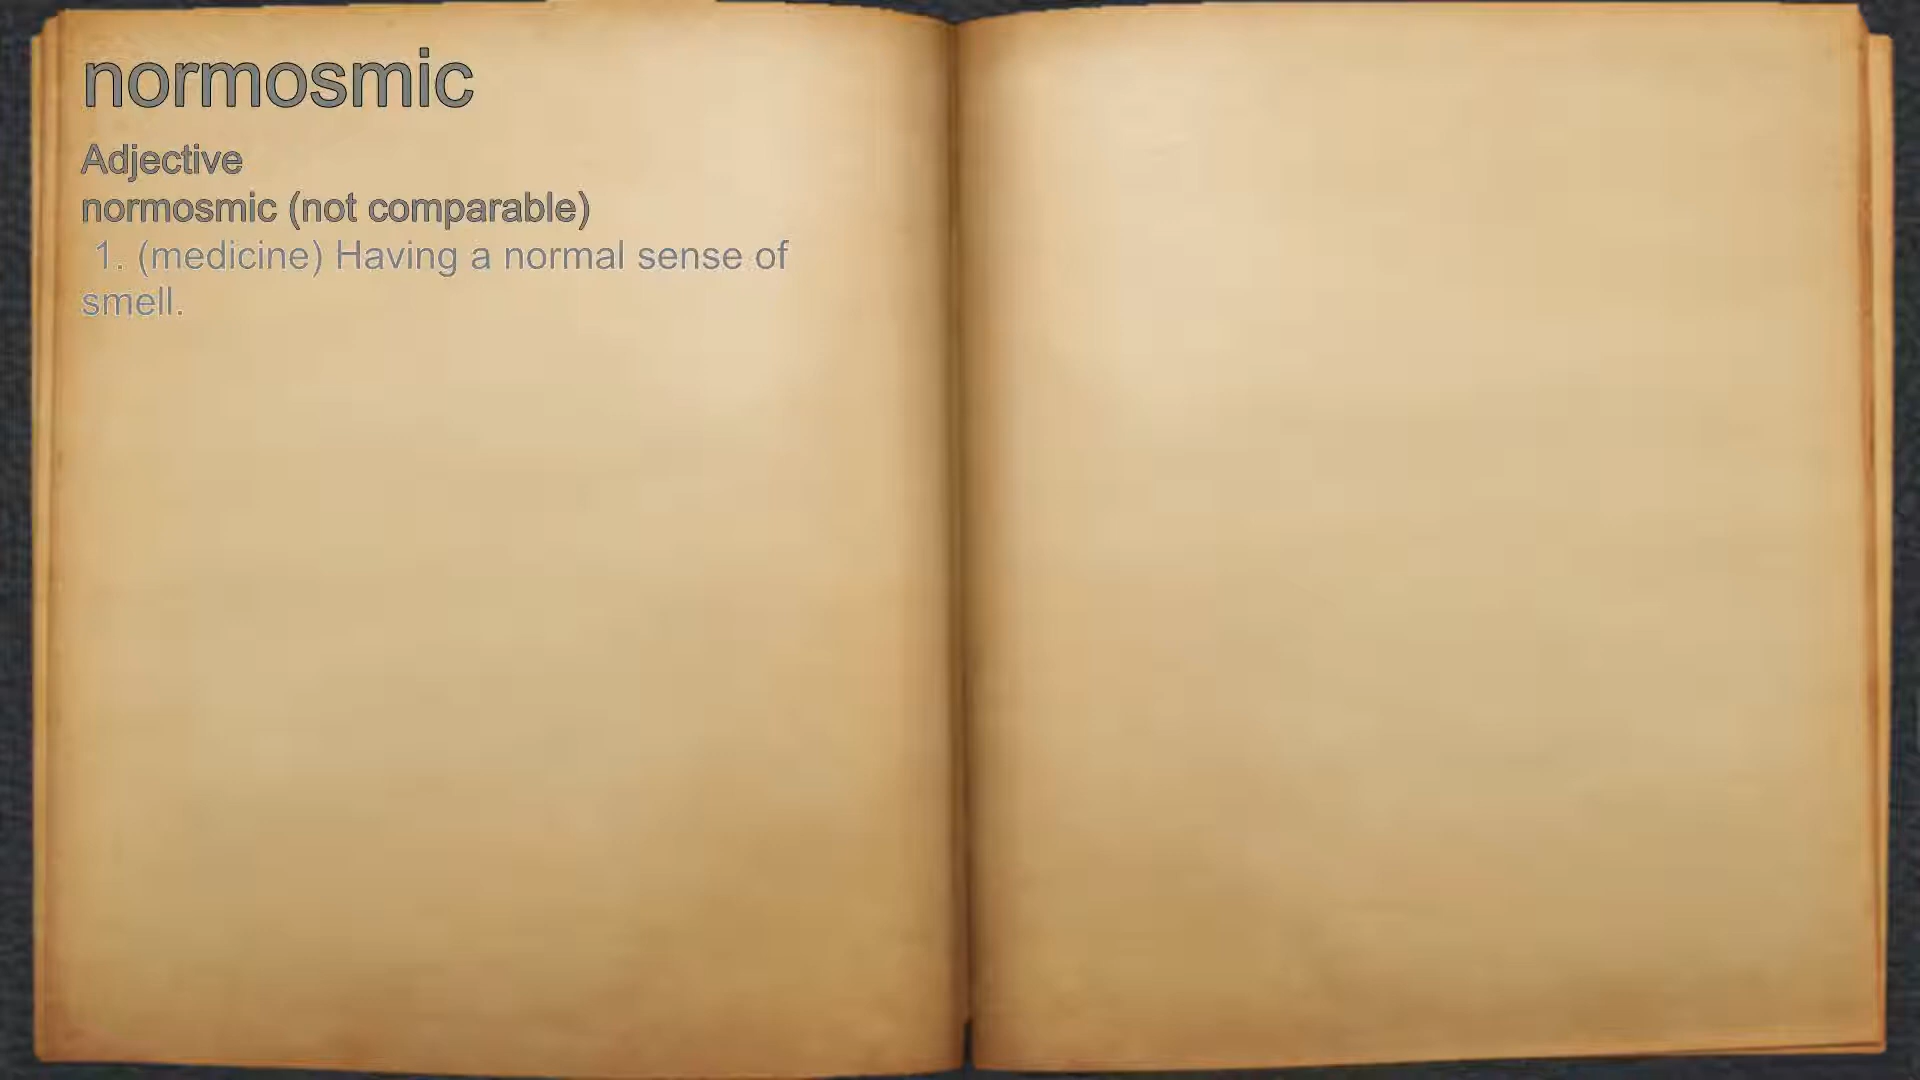 normosmic
Adjective
normosmic (not comparable)
1. (medicine) Having a normal sense of
smell.